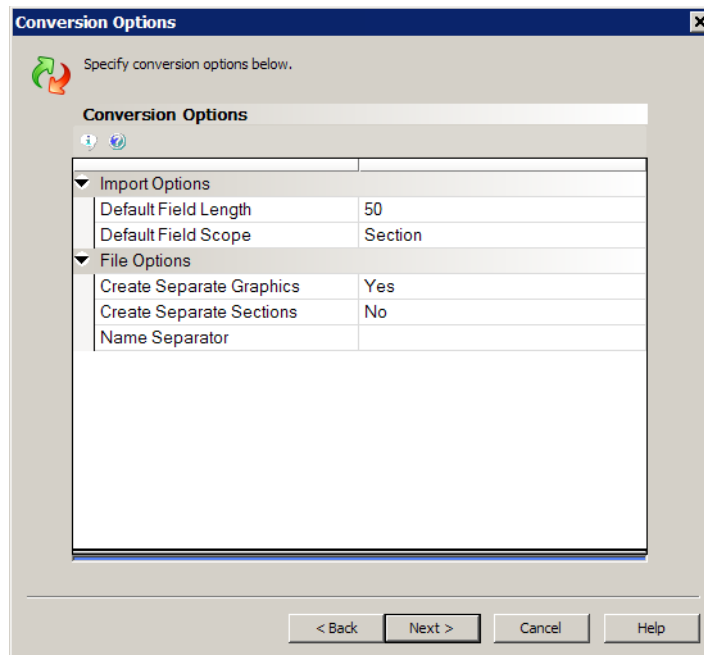 Conversion Options
Specify conversion options below.
Conversion Options
Import Options
Default Field Length 50
Default Field Scope Section
File Options
Create Separate Graphics Yes
Create Separate Sections No
Name Separator
< Back Next > Cancel Help